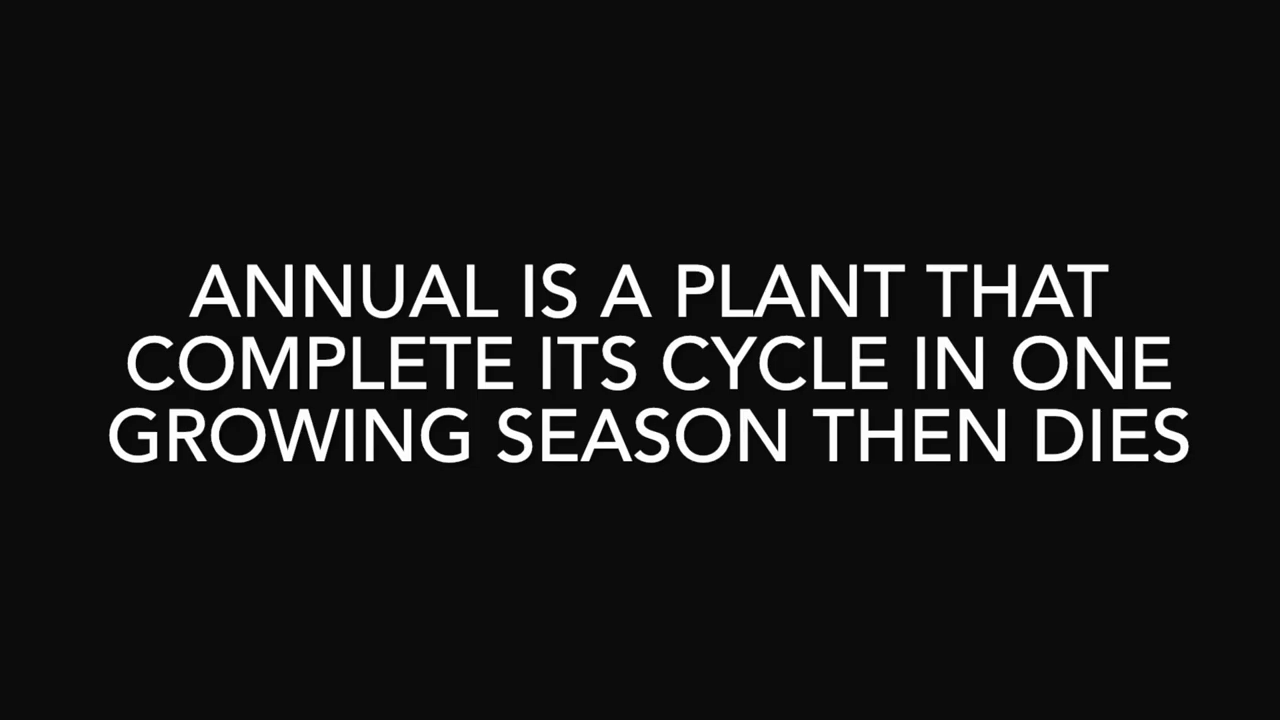 ANNUAL IS A PLANT THAT
COMPLETE ITS CYCLE IN ONE
GROWING SEASON THEN DIES